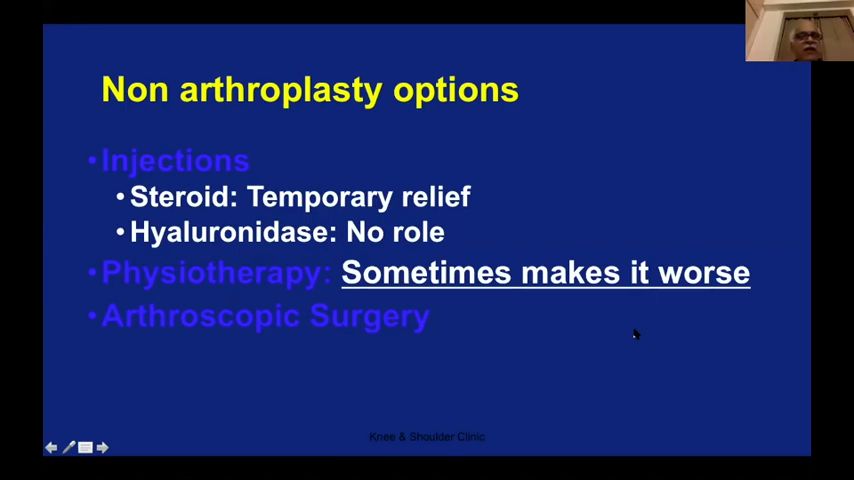 Non arthroplasty options
•Injections
•Steroid: Temporary relief
•Hyaluronidase: No role
•Physiotherapy: Sometimes makes it worse
•Arthroscopic Surgery
Knee & Shoulder Clinic